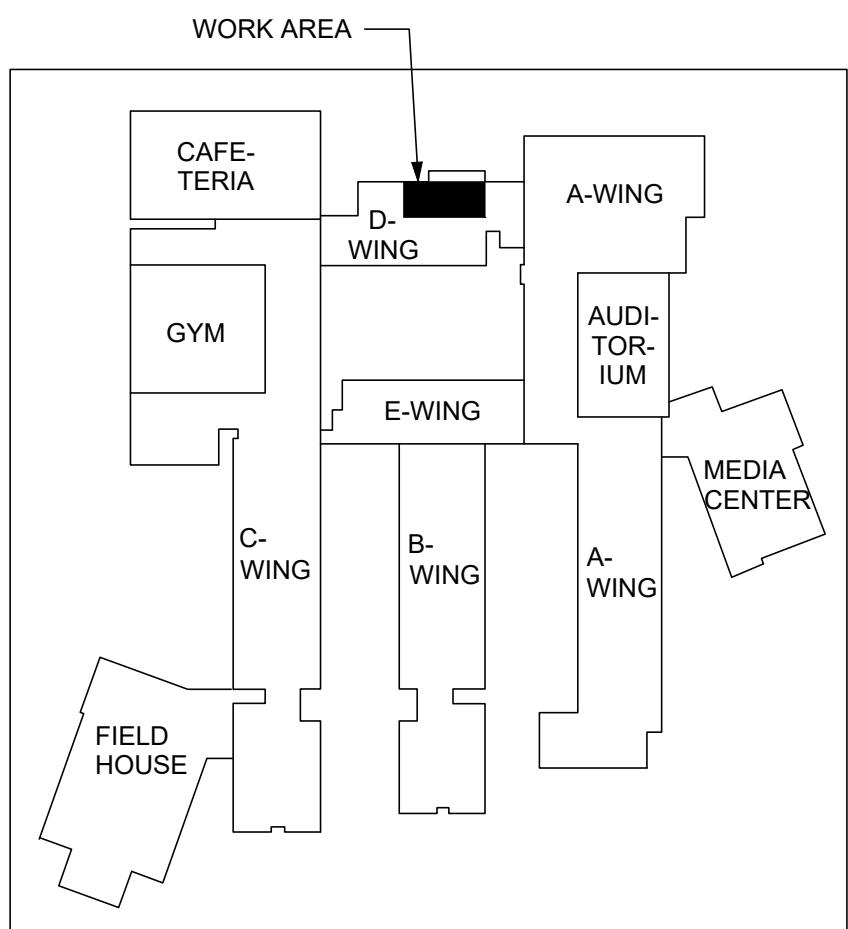 WORK AREA
CAFE-
TERIA
A-WING
D-
WING
GYM
AUDI-
TOR-
IUM
E-WING
MEDIA
CENTER
C-
WING
B-
WING
A-
WING
FIELD
HOUSE